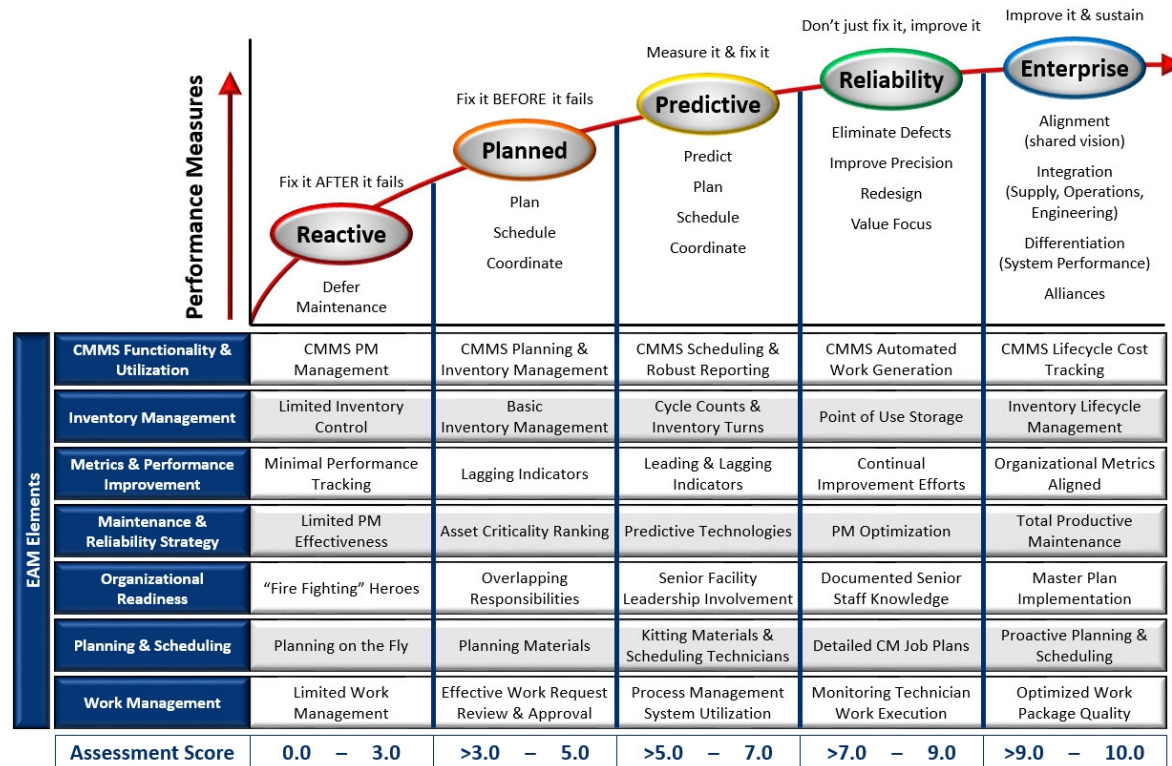 Performance Measures
Fix it AFTER it fails
Reactive
Defer
Maintenance
Fix it BEFORE it fails
Planned
Plan
Schedule
Coordinate
Measure it & fix it
Predictive
Predict
Plan
Schedule
Coordinate
Don't just fix it, improve it
Reliability
Eliminate Defects
Improve Precision
Redesign
Value Focus
Improve it & sustain
Enterprise
Alignment
(shared vision)
Integration
(Supply, Operations,
Engineering)
Differentiation
(System Performance)
Alliances
EAM Elements
CMMS Functionality &
Utilization
CMMS PM
Management
CMMS Planning &
Inventory Management
CMMS Scheduling &
Robust Reporting
CMMS Automated
Work Generation
CMMS Lifecycle Cost
Tracking
Inventory Management
Limited Inventory
Control
Basic
Inventory Management
Cycle Counts &
Inventory Turns
Point of Use Storage
Inventory Lifecycle
Management
Metrics & Performance
Improvement
Minimal Performance
Tracking
Lagging Indicators
Leading & Lagging
Indicators
Continual
Improvement Efforts
Organizational Metrics
Aligned
Maintenance &
Reliability Strategy
Limited PM
Effectiveness
Asset Criticality Ranking
Predictive Technologies
PM Optimization
Total Productive
Maintenance
Organizational
Readiness
“Fire Fighting” Heroes
Overlapping
Responsibilities
Senior Facility
Leadership Involvement
Documented Senior
Staff Knowledge
Master Plan
Implementation
Planning & Scheduling
Planning on the Fly
Planning Materials
Kitting Materials &
Scheduling Technicians
Detailed CM Job Plans
Proactive Planning &
Scheduling
Work Management
Limited Work
Management
Effective Work Request
Review & Approval
Process Management
System Utilization
Monitoring Technician
Work Execution
Optimized Work
Package Quality
Assessment Score
0.0 – 3.0
>3.0 – 5.0
>5.0 – 7.0
>7.0 – 9.0
>9.0 – 10.0